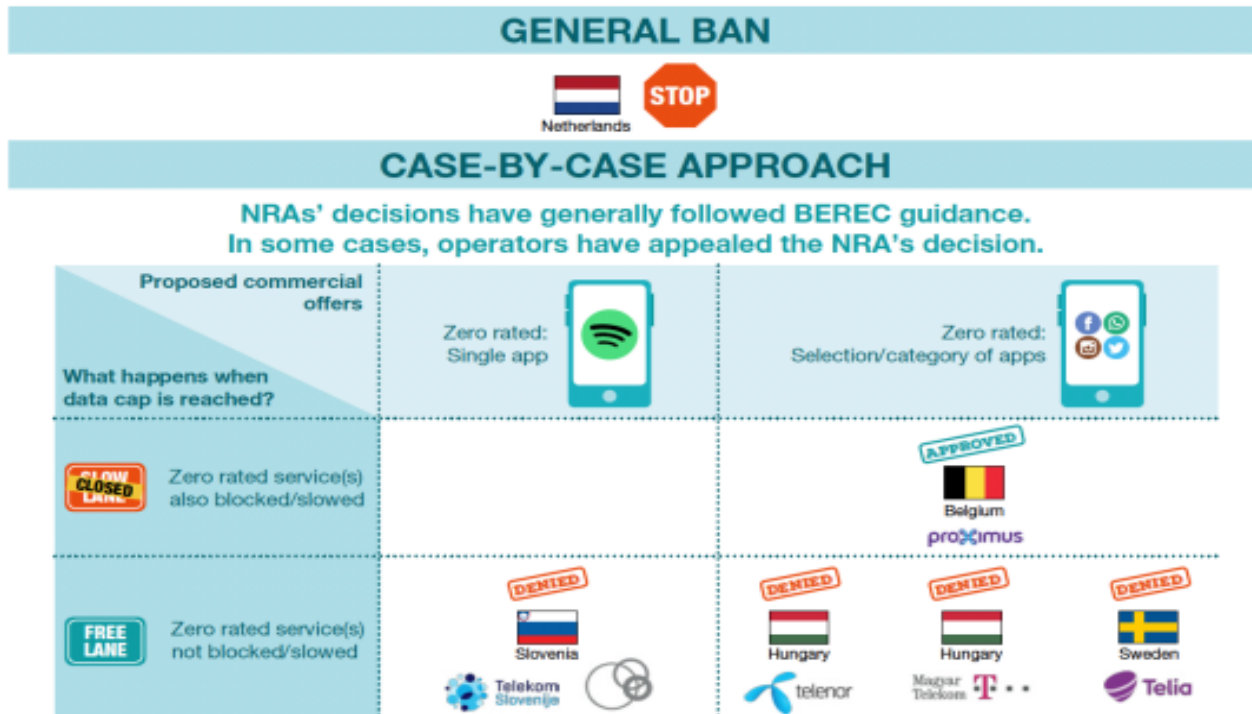 GENERAL BAN
STOP
Netherlands
CASE-BY-CASE APPROACH
NRAs' decisions have generally followed BEREC guidance.
In some cases, operators have appealed the NRA's decision.
Proposed commercial
offers
What happens when
data cap is reached?
Zero rated:
Single app
Zero rated:
Selection/category of apps
SLOW
CLOSED
LANE
Zero rated service(s)
also blocked/slowed
APPROVED
Belgium
proximus
FREE
LANE
Zero rated service(s)
not blocked/slowed
DENIED
Slovenia
Telekom
Slovenije
DENIED
Hungary
telenor
DENIED
Hungary
Magyar
Telekom
T
DENIED
Sweden
Telia